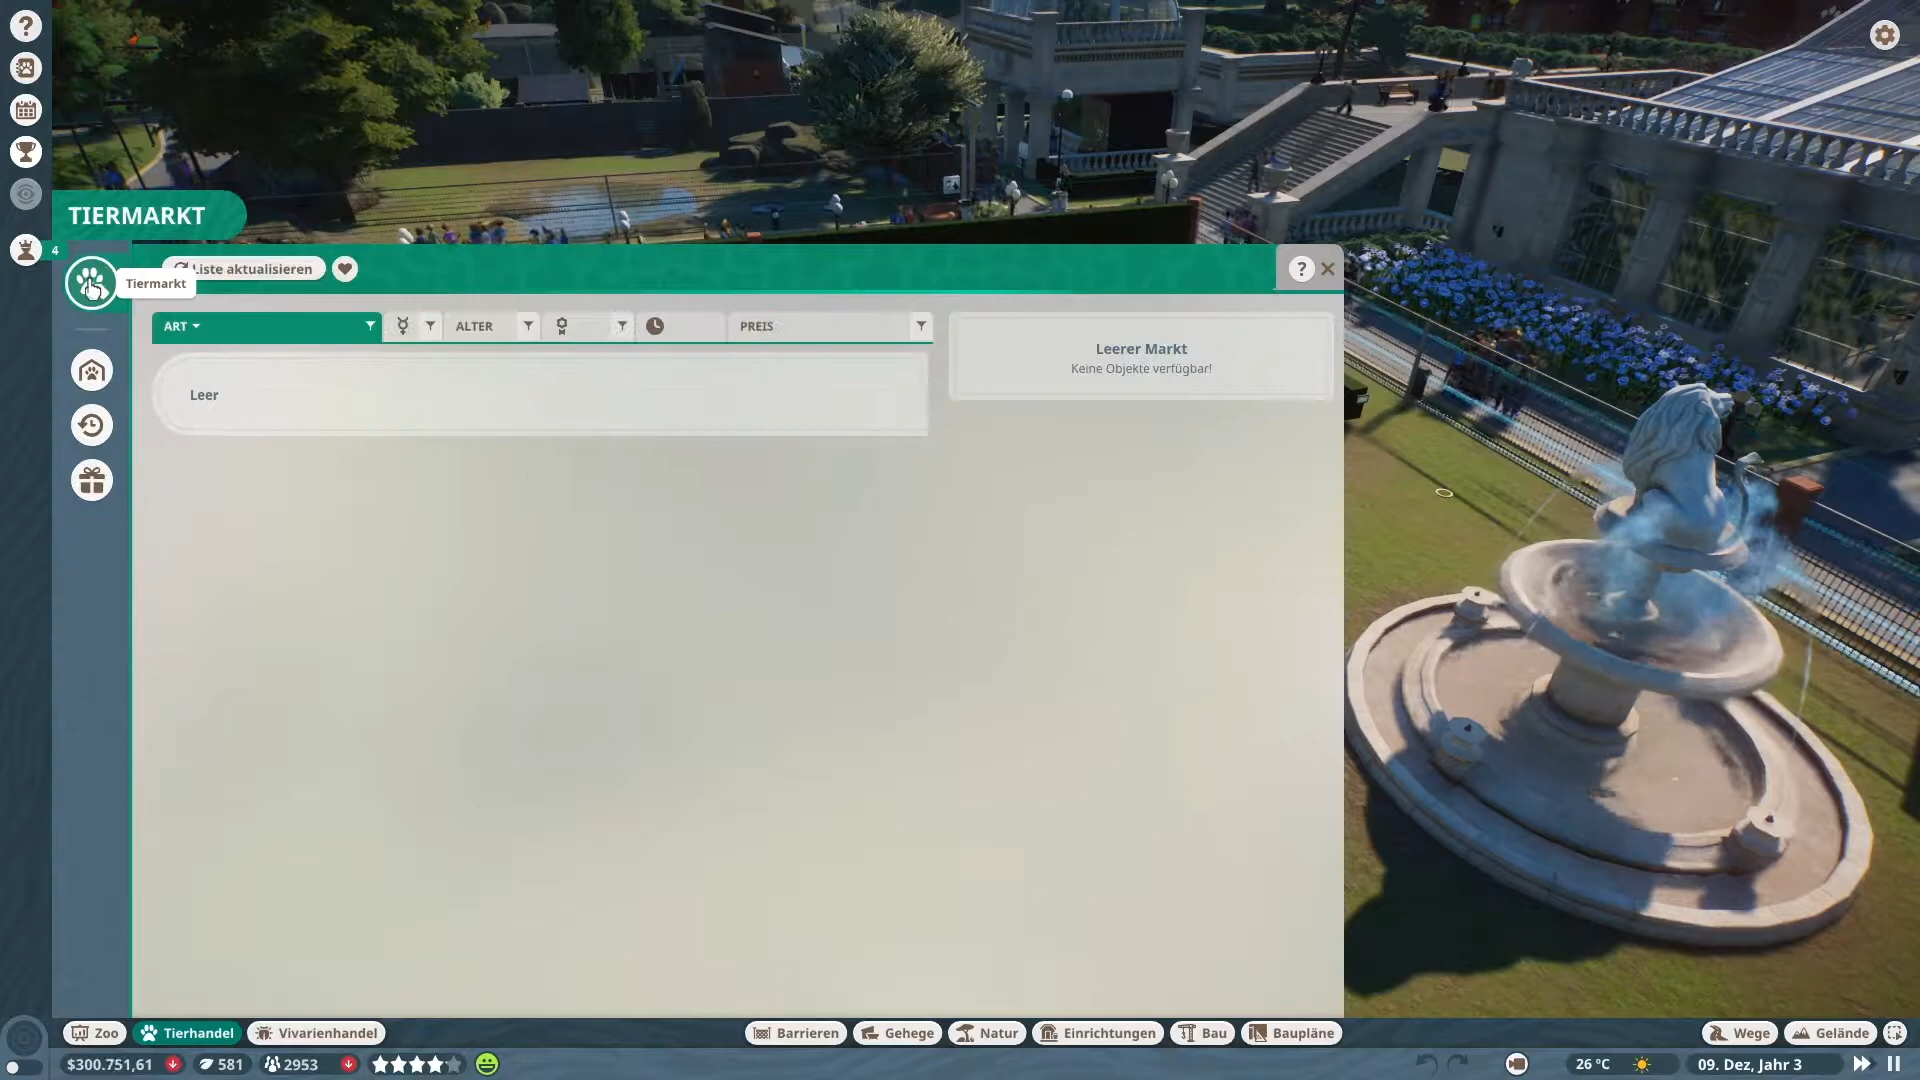 TIERMARKT
4
Liste aktualisieren
Tiermarkt
ART
ALTER
PREIS
Leer
Leerer Markt
Keine Objekte verfügbar!
Zoo
Tierhandel
Vivarienhandel
Barrieren
Gehege
Natur
Einrichtungen
Bau
Baupläne
Wege
Gelände
$300.751,61
581
2953
26 °C
09. Dez, Jahr 3